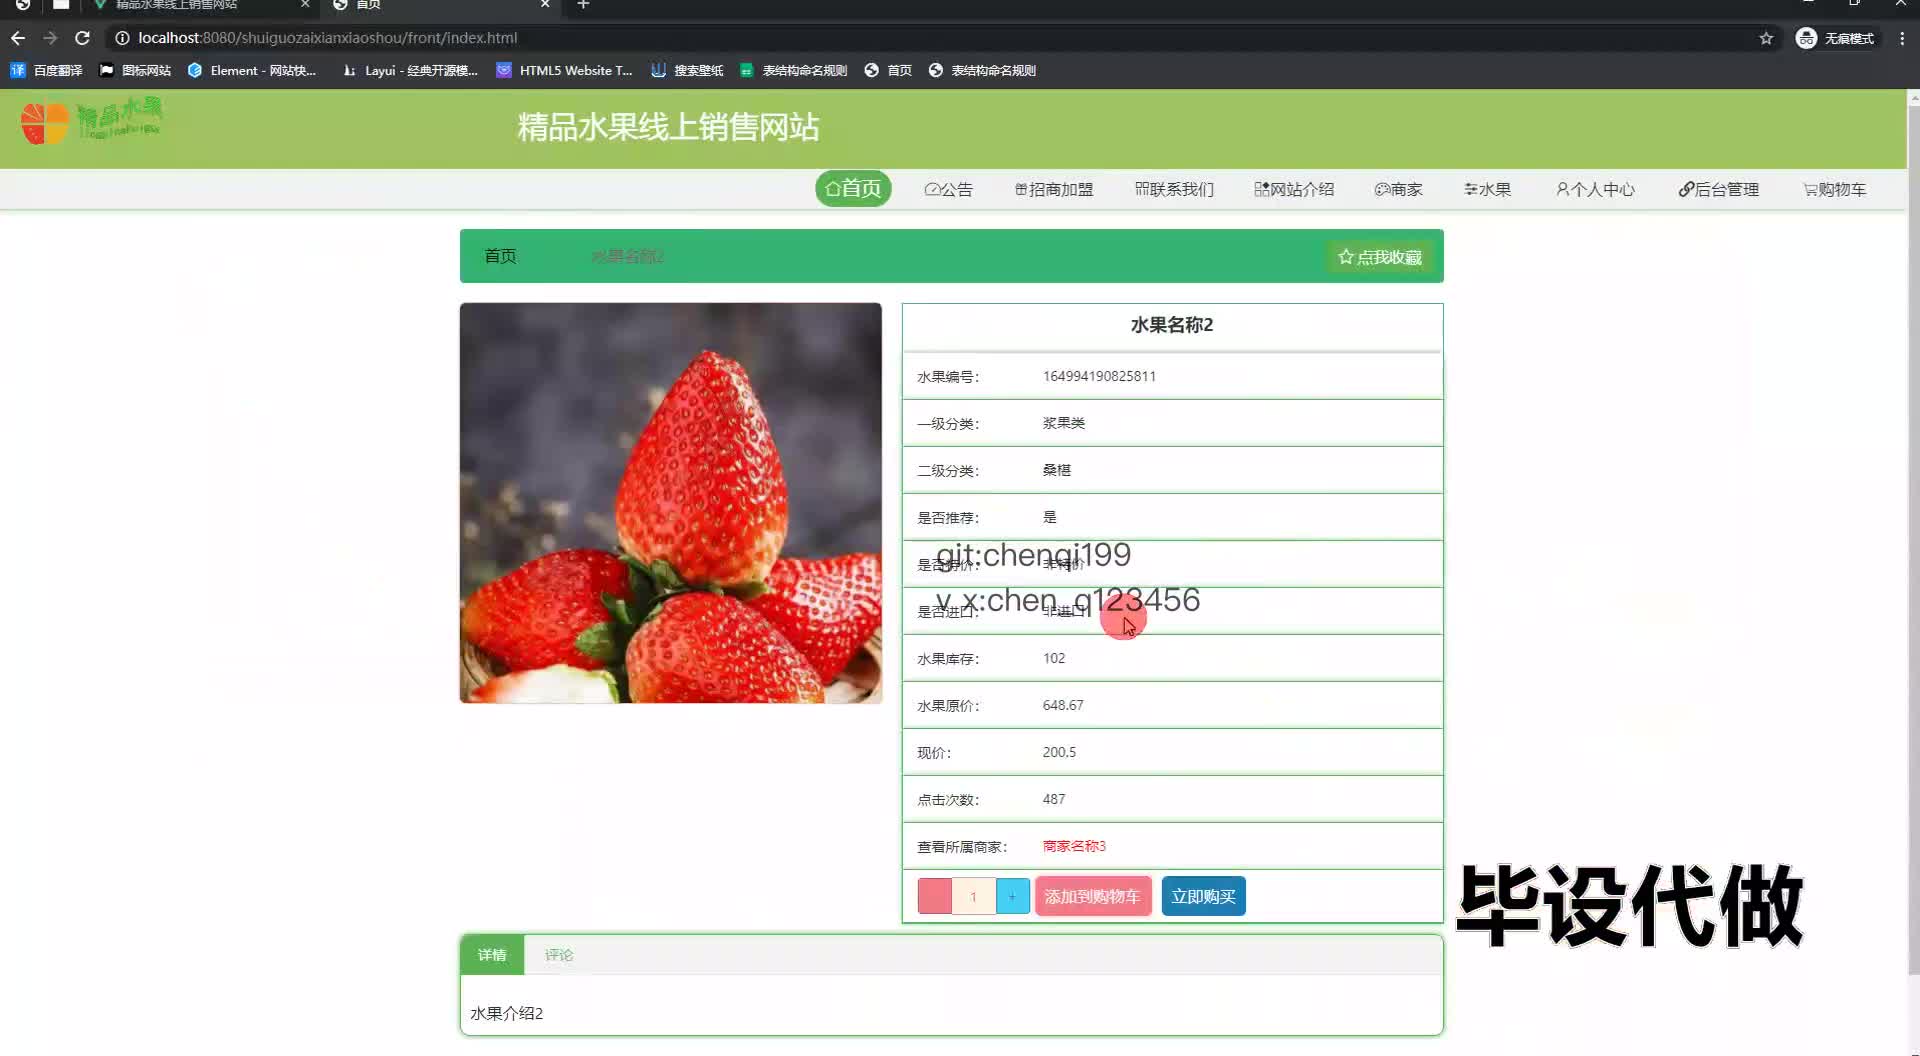 精品水果线上销售网站
首页
localhost:8080/shuiguozaixianxiaoshou/front/index.html
无痕模式
百度翻译
图标网站
Element - 网站快...
Layui - 经典开源模...
HTML5 Website T...
搜索壁纸
表结构命名规则
首页
表结构命名规则
精品水果
精品水果线上销售网站
首页
公告
招商加盟
联系我们
网站介绍
商家
水果
个人中心
后台管理
购物车
首页
水果名称2
点我收藏
水果名称2
水果编号： 164994190825811
一级分类： 浆果类
二级分类： 桑椹
是否推荐： 是
git:chenqi199
是否特价： 非特价
v_x:chen_q123456
是否进口： 非进口
水果库存： 102
水果原价： 648.67
现价： 200.5
点击次数： 487
查看所属商家： 商家名称3
1 + 添加到购物车 立即购买
毕设代做
详情 评论
水果介绍2